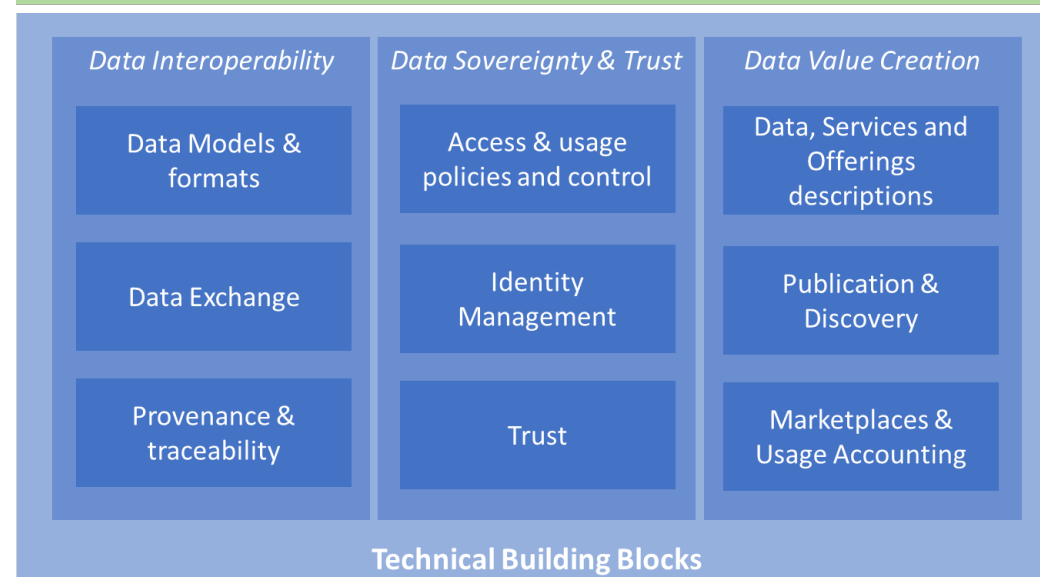 Data Interoperability
Data Models &
formats
Data Exchange
Provenance &
traceability
Data Sovereignty & Trust
Access & usage
policies and control
Identity
Management
Trust
Data Value Creation
Data, Services and
Offerings
descriptions
Publication &
Discovery
Marketplaces &
Usage Accounting
Technical Building Blocks